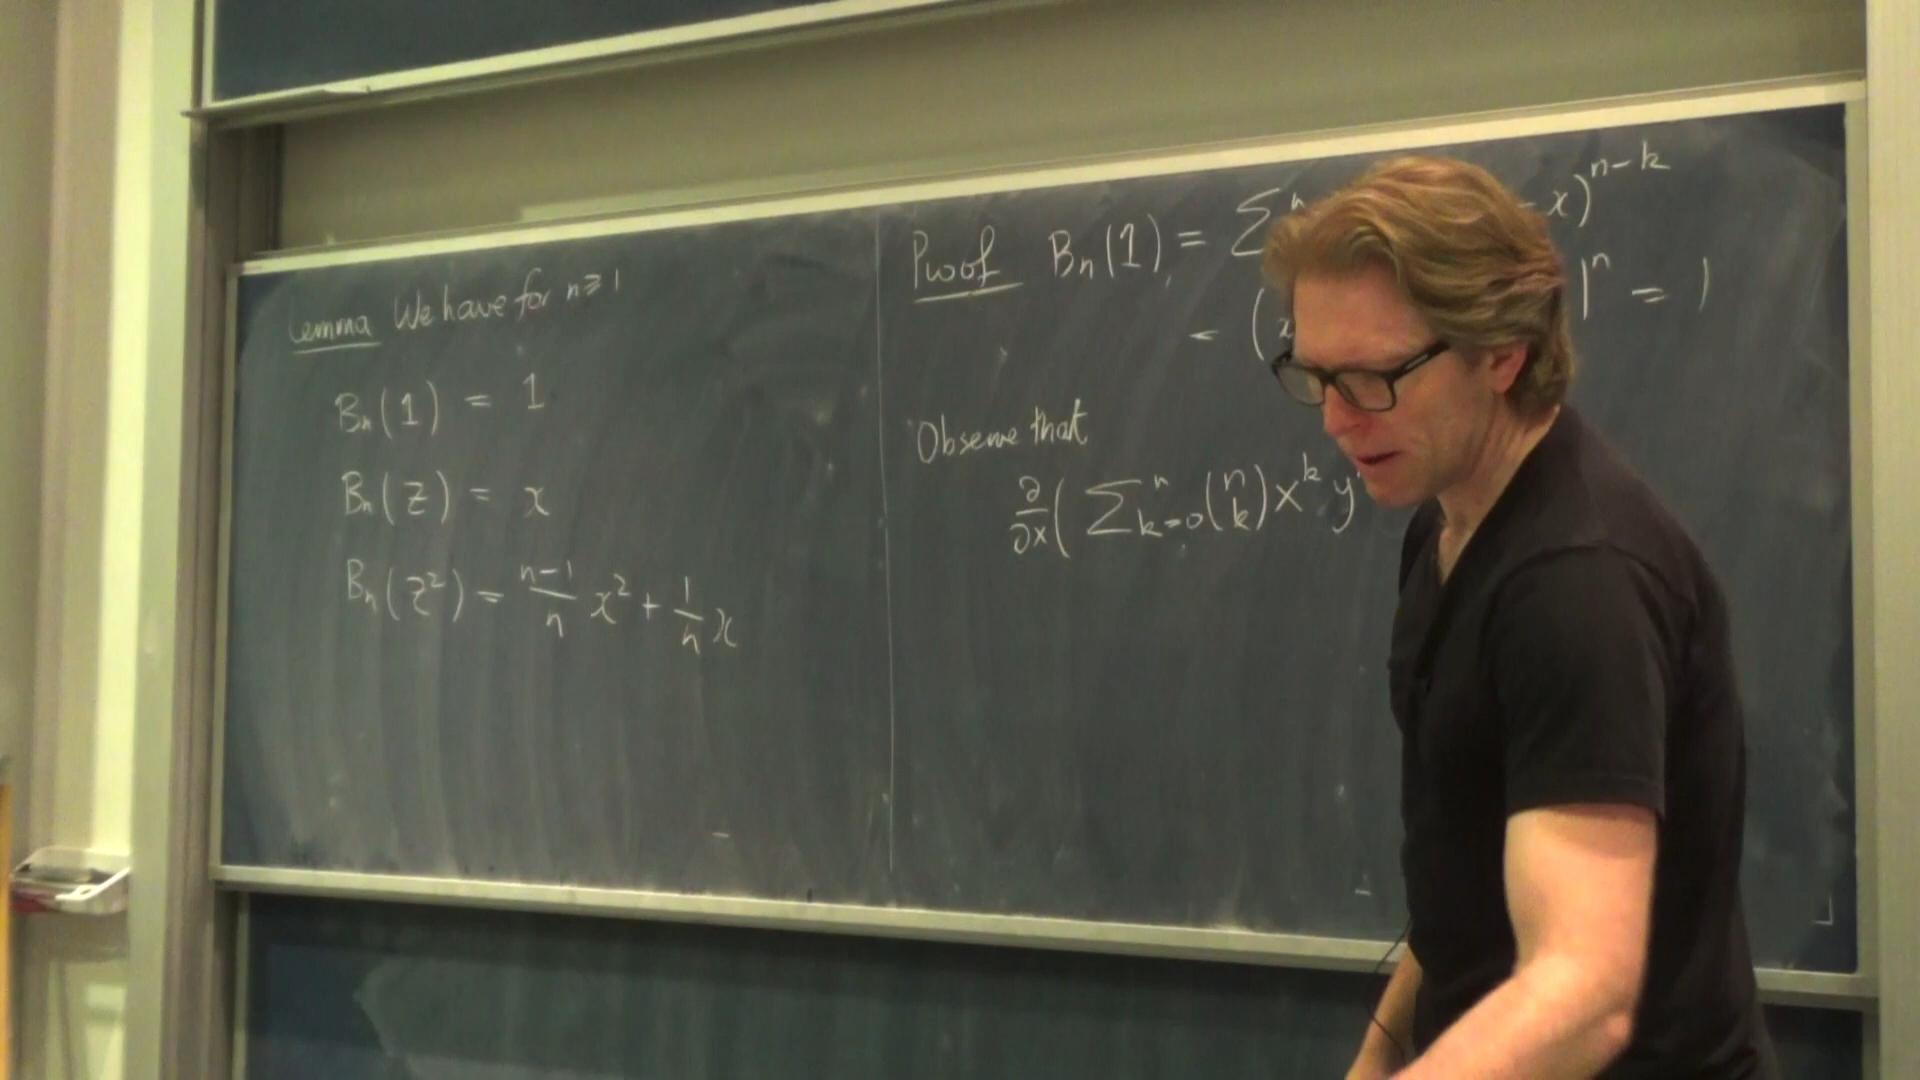 Lemma We have for n ≥ 1
Bn(1) = 1
Bn(z) = x
Bn(z²) = n-1/n x² + 1/n x
Proof Bn(1) = Σ x)^{n-k}
= ( 1^n = 1
Observe that
∂/∂x ( Σ_{k=0}^n (n k) x^k y